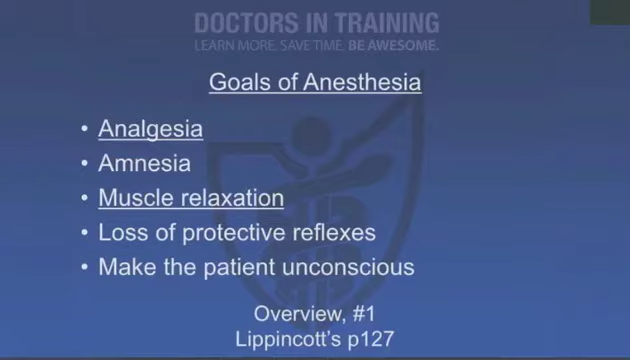 DOCTORS IN TRAINING
LEARN MORE. SAVE TIME. BE AWESOME.
Goals of Anesthesia
• Analgesia
• Amnesia
• Muscle relaxation
• Loss of protective reflexes
• Make the patient unconscious
Overview, #1
Lippincott's p127